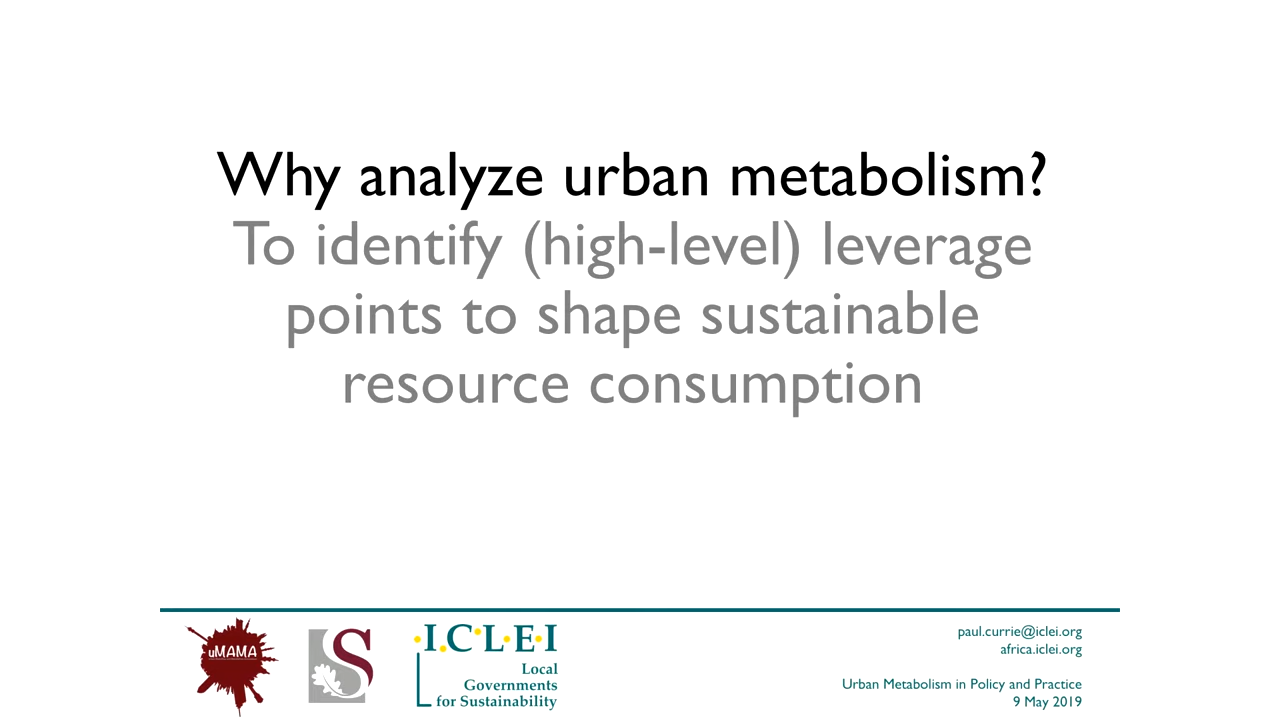 Why analyze urban metabolism?
To identify (high-level) leverage
points to shape sustainable
resource consumption
uMAMA
S
I.C.L.E.I
Local
Governments
for Sustainability
paul.currie@iclei.org
africa.iclei.org
Urban Metabolism in Policy and Practice
9 May 2019